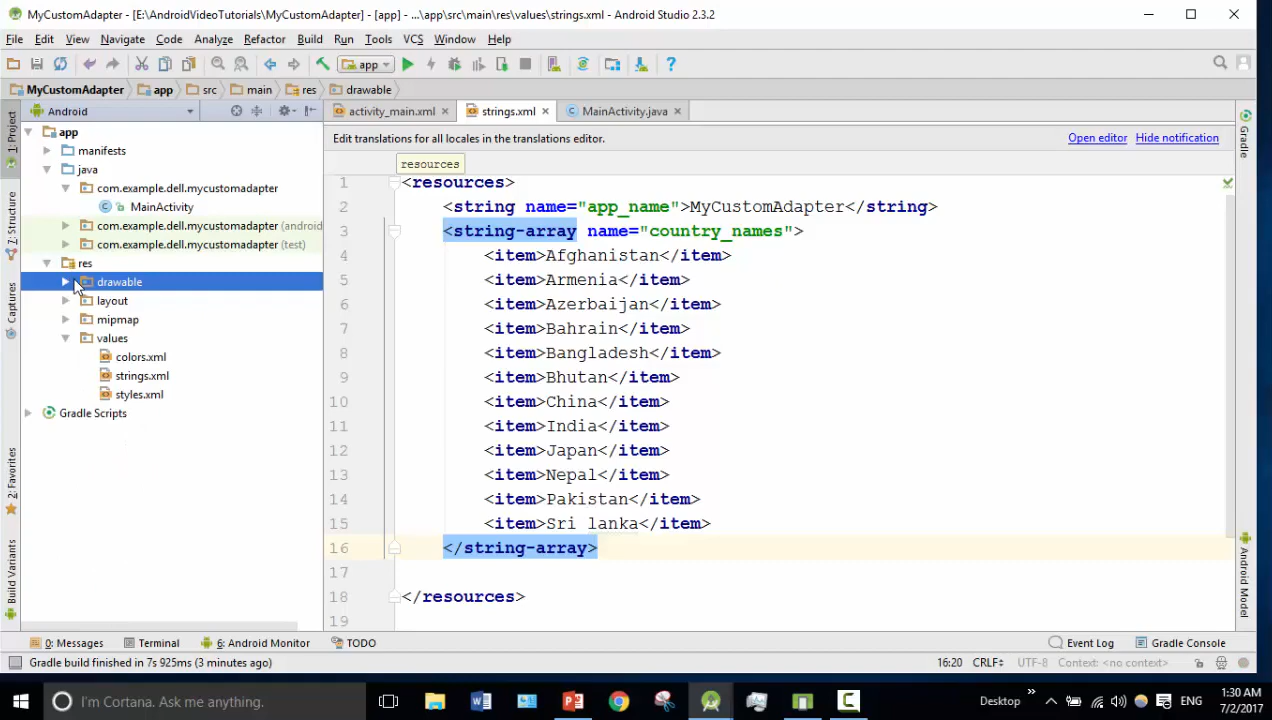 MyCustomAdapter - [E:\AndroidVideoTutorials\MyCustomAdapter] - [app] - ...\app\src\main\res\values\strings.xml - Android Studio 2.3.2
File Edit View Navigate Code Analyze Refactor Build Run Tools VCS Window Help
app
MyCustomAdapter app src main res drawable
Android
activity_main.xml strings.xml MainActivity.java
Edit translations for all locales in the translations editor. Open editor Hide notification
resources
app
manifests
java
com.example.dell.mycustomadapter
MainActivity
com.example.dell.mycustomadapter (android
com.example.dell.mycustomadapter (test)
res
drawable
layout
mipmap
values
colors.xml
strings.xml
styles.xml
Gradle Scripts
1 <resources>
2 <string name="app_name">MyCustomAdapter</string>
3 <string-array name="country_names">
4 <item>Afghanistan</item>
5 <item>Armenia</item>
6 <item>Azerbaijan</item>
7 <item>Bahrain</item>
8 <item>Bangladesh</item>
9 <item>Bhutan</item>
10 <item>China</item>
11 <item>India</item>
12 <item>Japan</item>
13 <item>Nepal</item>
14 <item>Pakistan</item>
15 <item>Sri lanka</item>
16 </string-array>
17
18 </resources>
19
1: Project
7: Structure
Captures
2: Favorites
Build Variants
Gradle
Android Model
0: Messages Terminal 6: Android Monitor TODO Event Log Gradle Console
Gradle build finished in 7s 925ms (3 minutes ago) 16:20 CRLF÷ UTF-8 Context: <no context>
I'm Cortana. Ask me anything. Desktop ENG 1:30 AM
7/2/2017